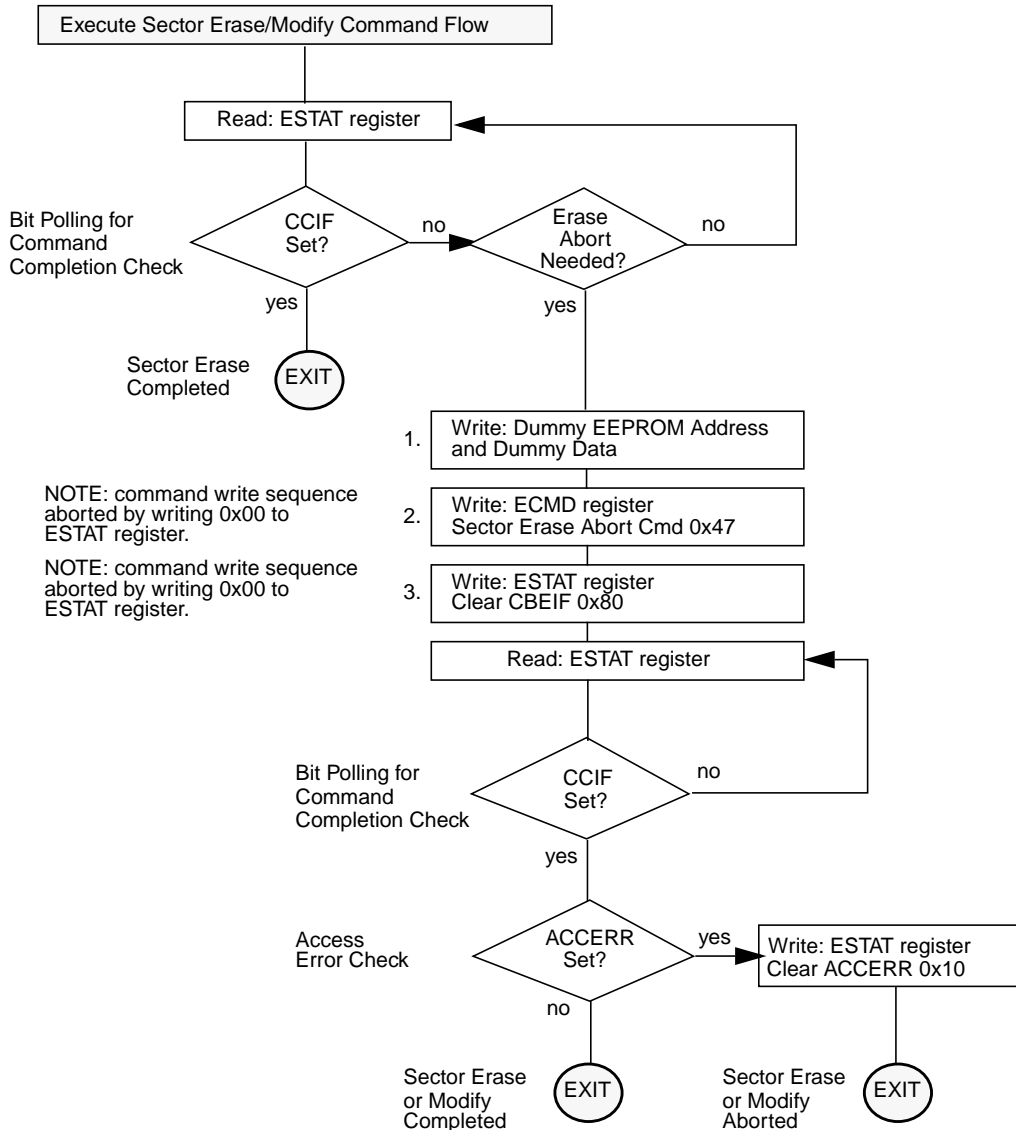 Execute Sector Erase/Modify Command Flow
Read: ESTAT register
Bit Polling for
Command
Completion Check
CCIF
Set?
no
Erase
Abort
Needed?
no
yes
yes
Sector Erase
Completed
EXIT
1.
Write: Dummy EEPROM Address
and Dummy Data
NOTE: command write sequence
aborted by writing 0x00 to
ESTAT register.
2.
Write: ECMD register
Sector Erase Abort Cmd 0x47
NOTE: command write sequence
aborted by writing 0x00 to
ESTAT register.
3.
Write: ESTAT register
Clear CBEIF 0x80
Read: ESTAT register
Bit Polling for
Command
Completion Check
CCIF
Set?
no
yes
Access
Error Check
ACCERR
Set?
yes
Write: ESTAT register
Clear ACCERR 0x10
no
Sector Erase
or Modify
Completed
EXIT
Sector Erase
or Modify
Aborted
EXIT